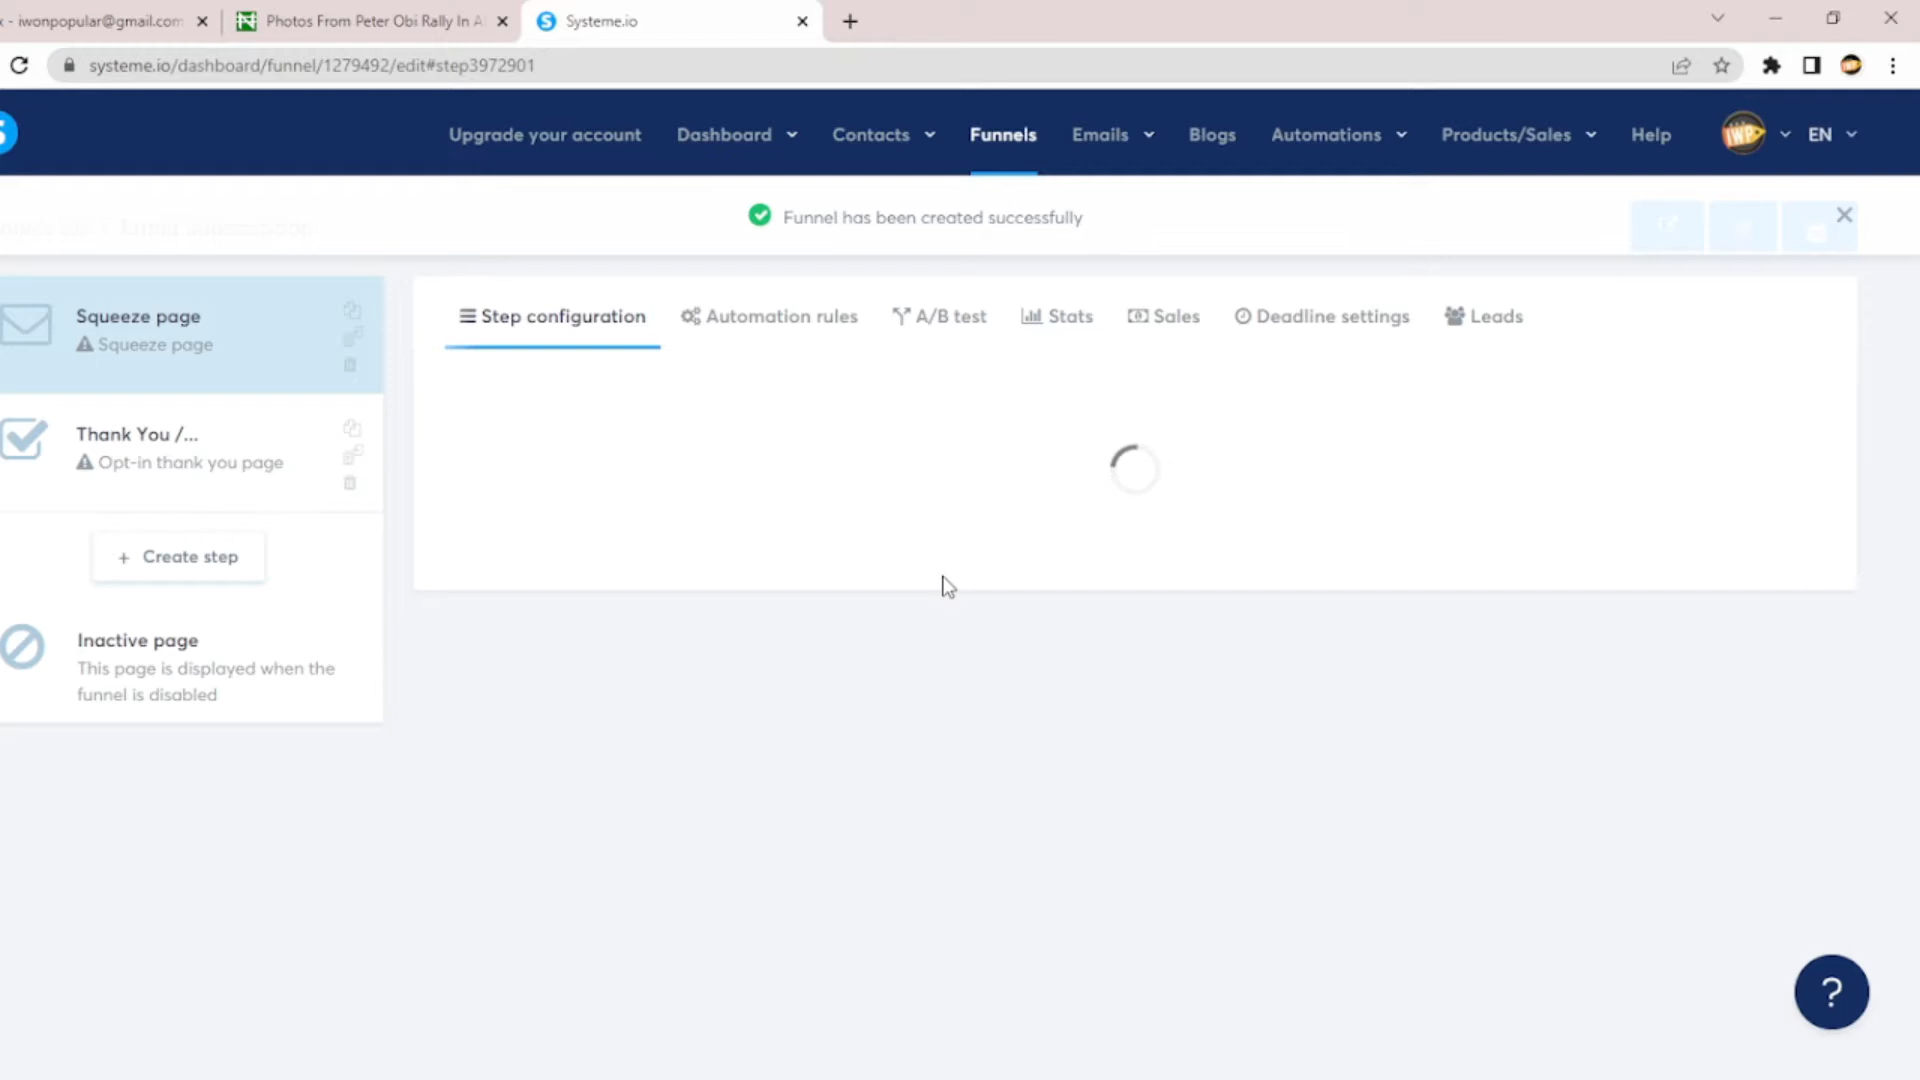 - iwonpopular@gmail.com
Photos From Peter Obi Rally In A
Systeme.io
systeme.io/dashboard/funnel/1279492/edit#step3972901
S
Upgrade your account
Dashboard
Contacts
Funnels
Emails
Blogs
Automations
Products/Sales
Help
IWP
EN
Funnel has been created successfully
Squeeze page
Squeeze page
Step configuration
Automation rules
A/B test
Stats
Sales
Deadline settings
Leads
Thank You /...
Opt-in thank you page
+ Create step
Inactive page
This page is displayed when the
funnel is disabled
?